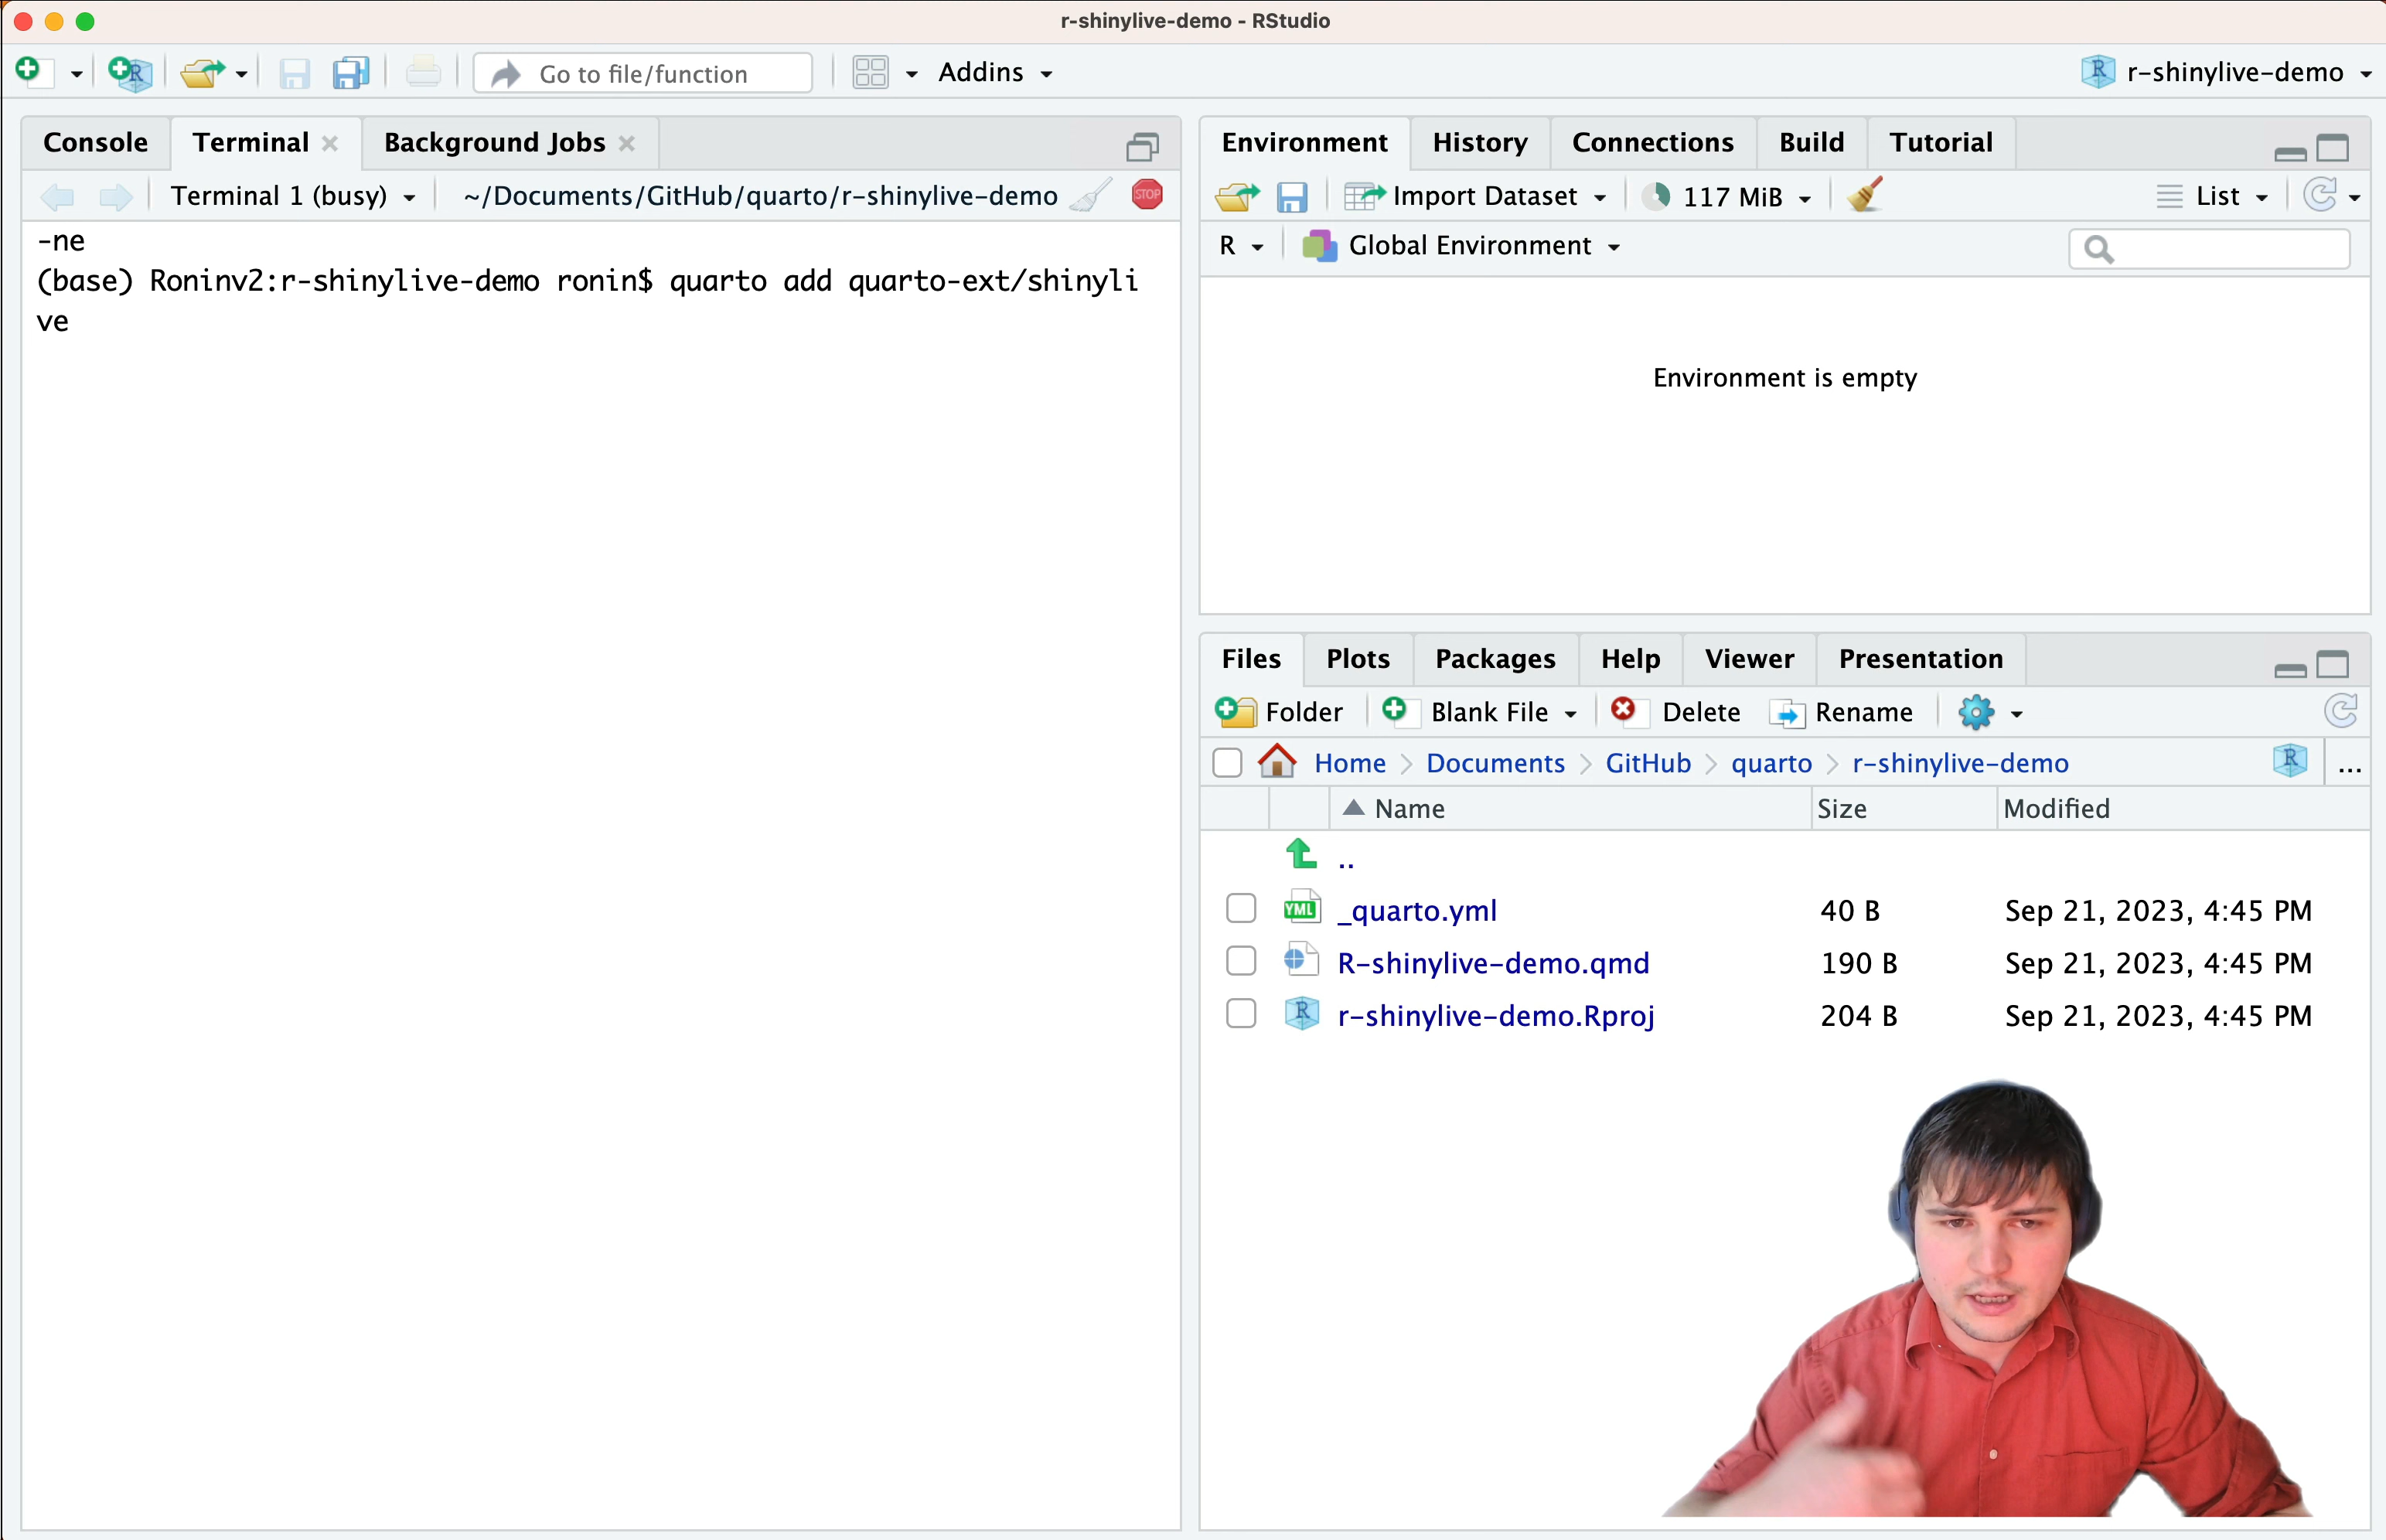 r-shinylive-demo - RStudio
Go to file/function
Addins
r-shinylive-demo
Console
Terminal
Background Jobs
Terminal 1 (busy)
~/Documents/GitHub/quarto/r-shinylive-demo
STOP
-ne
(base) Roninv2:r-shinylive-demo ronin$ quarto add quarto-ext/shinyli
ve
Environment
History
Connections
Build
Tutorial
Import Dataset
117 MiB
List
R
Global Environment
Environment is empty
Files
Plots
Packages
Help
Viewer
Presentation
Folder
Blank File
Delete
Rename
Home
Documents
GitHub
quarto
r-shinylive-demo
...
Name
Size
Modified
..
YML
_quarto.yml
40 B
Sep 21, 2023, 4:45 PM
R-shinylive-demo.qmd
190 B
Sep 21, 2023, 4:45 PM
r-shinylive-demo.Rproj
204 B
Sep 21, 2023, 4:45 PM